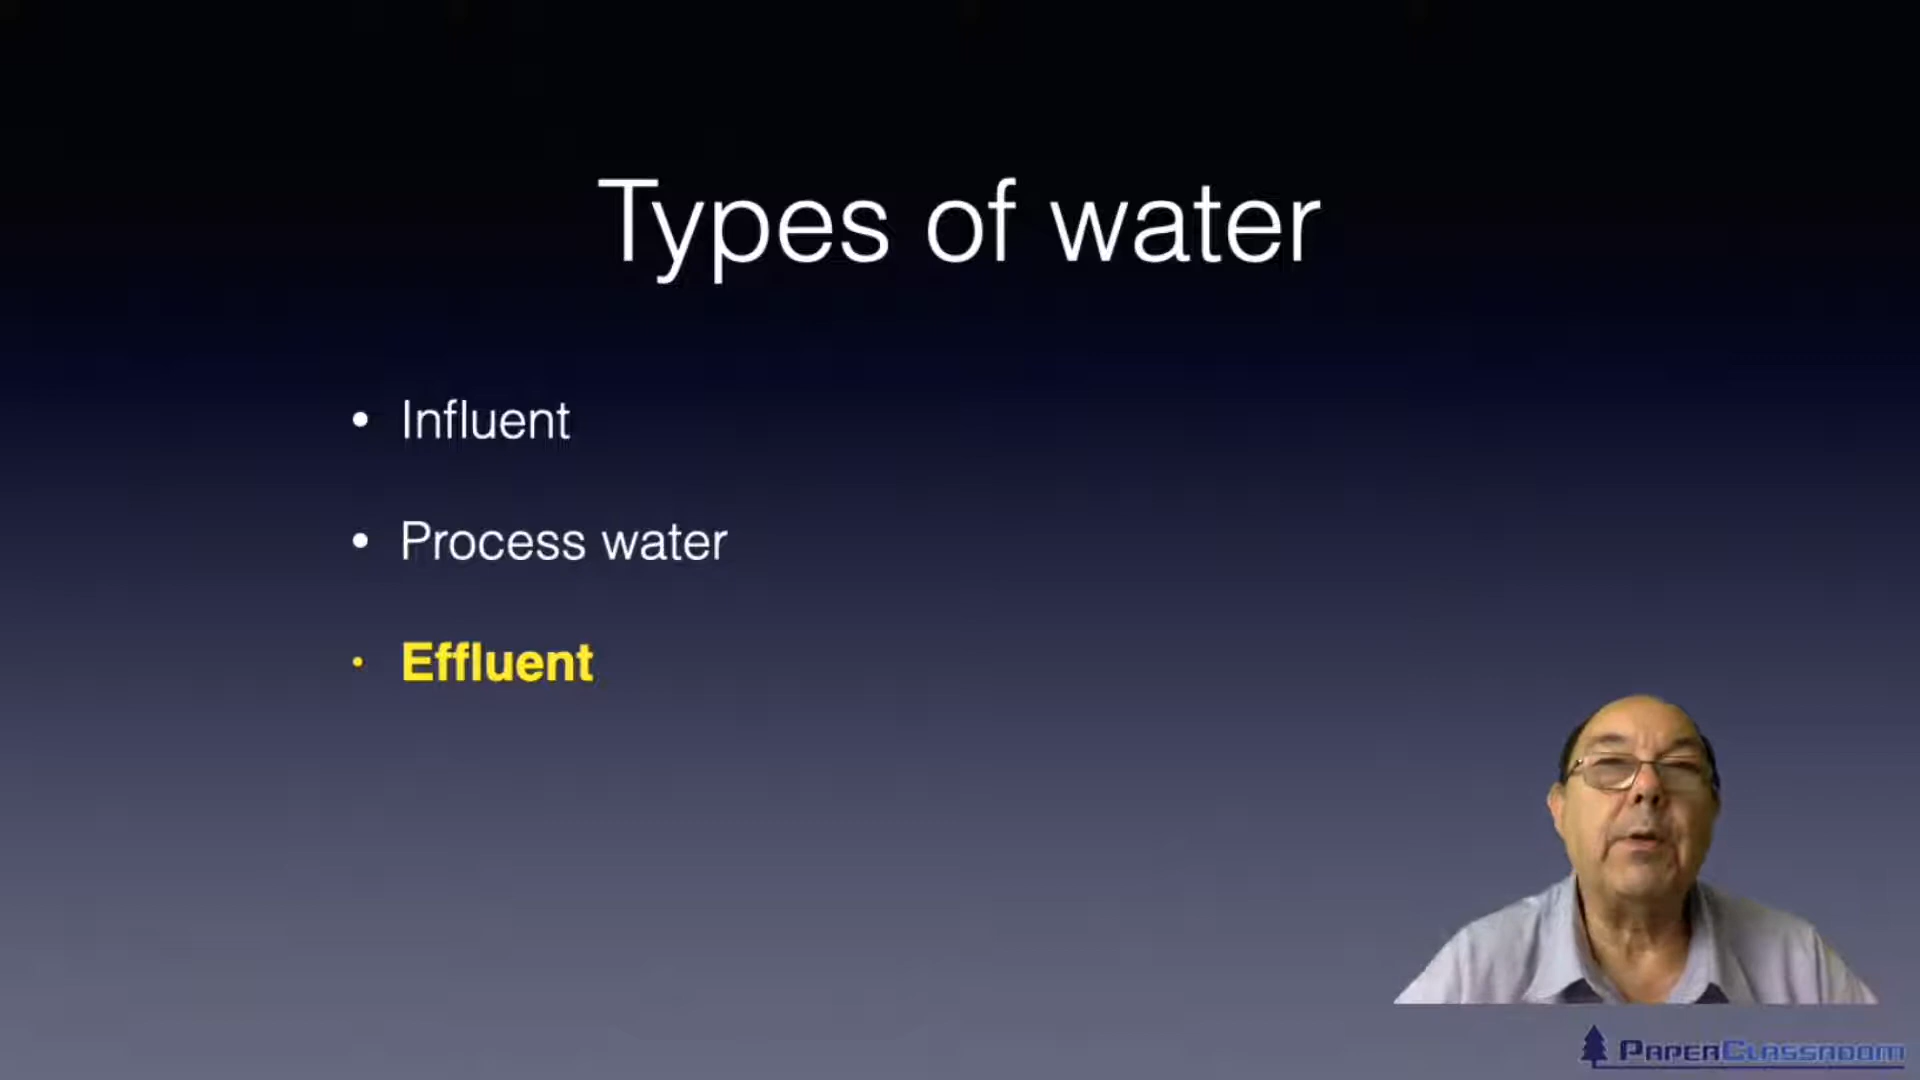 Types of water
• Influent
• Process water
• Effluent
PaperClassroom